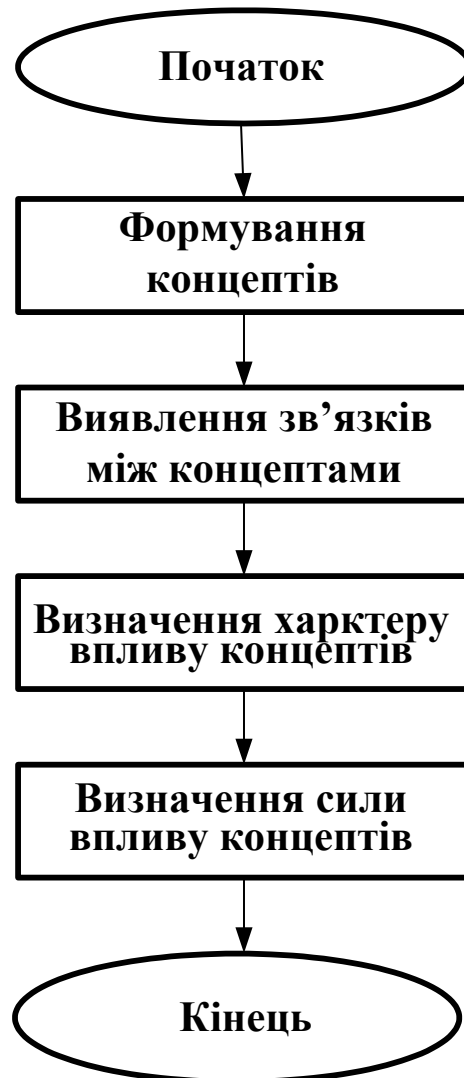 Початок
Формування
концептів
Виявлення зв’язків
між концептами
Визначення харктеру
впливу концептів
Визначення сили
впливу концептів
Кінець